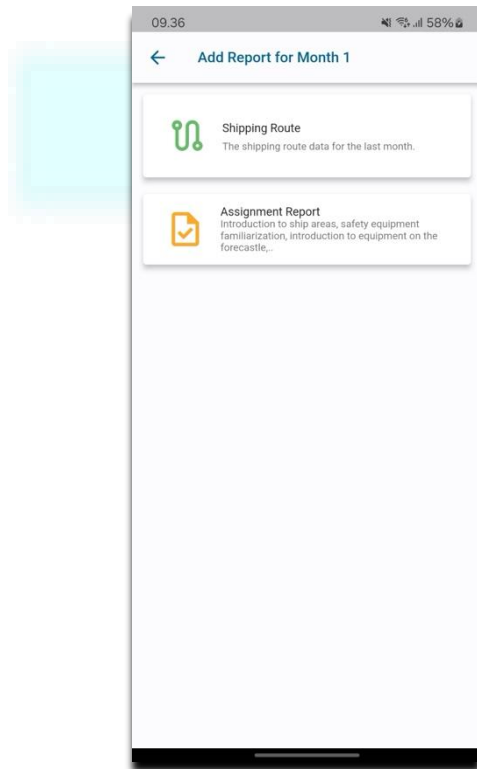 09.36 58%
Add Report for Month 1
Shipping Route
The shipping route data for the last month.
Assignment Report
Introduction to ship areas, safety equipment
familiarization, introduction to equipment on the
forecastle,..